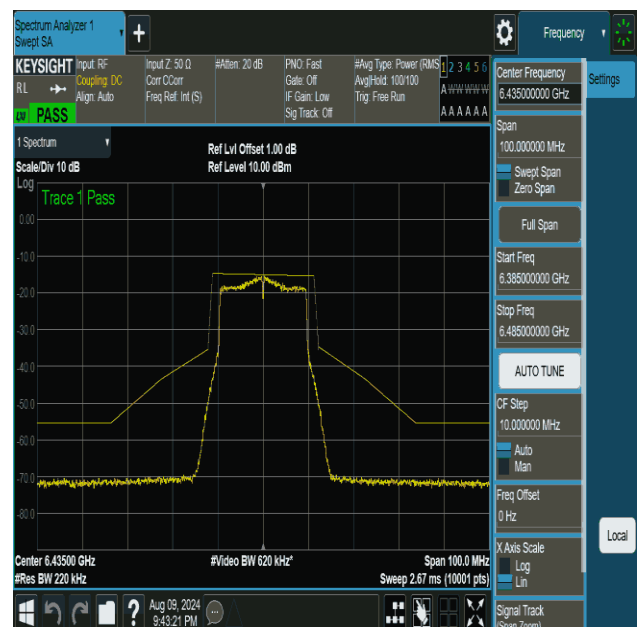 Spectrum Analyzer 1
Swept SA
+
Frequency
KEYSIGHT
RL
PASS
Input: RF
Coupling: DC
Align: Auto
Input Z: 50 Ω
Corr CCorr
Freq Ref: Int (S)
#Atten: 20 dB
PNO: Fast
Gate: Off
IF Gain: Low
Sig Track: Off
#Avg Type: Power (RMS
Avg|Hold: 100/100
Trig: Free Run
1 2 3 4 5 6
A W W W W W
A A A A A A
1 Spectrum
Scale/Div 10 dB
Ref Lvl Offset 1.00 dB
Ref Level 10.00 dBm
Log
Trace 1 Pass
0.00
-10.0
-20.0
-30.0
-40.0
-50.0
-60.0
-70.0
-80.0
Center 6.43500 GHz
#Video BW 620 kHz*
Span 100.0 MHz
#Res BW 220 kHz
Sweep 2.67 ms (10001 pts)
Aug 09, 2024
9:43:21 PM
?
Center Frequency
6.435000000 GHz
Settings
Span
100.000000 MHz
Swept Span
Zero Span
Full Span
Start Freq
6.385000000 GHz
Stop Freq
6.485000000 GHz
AUTO TUNE
CF Step
10.000000 MHz
Auto
Man
Freq Offset
0 Hz
Local
X Axis Scale
Log
Lin
Signal Track
(Span Zoom)